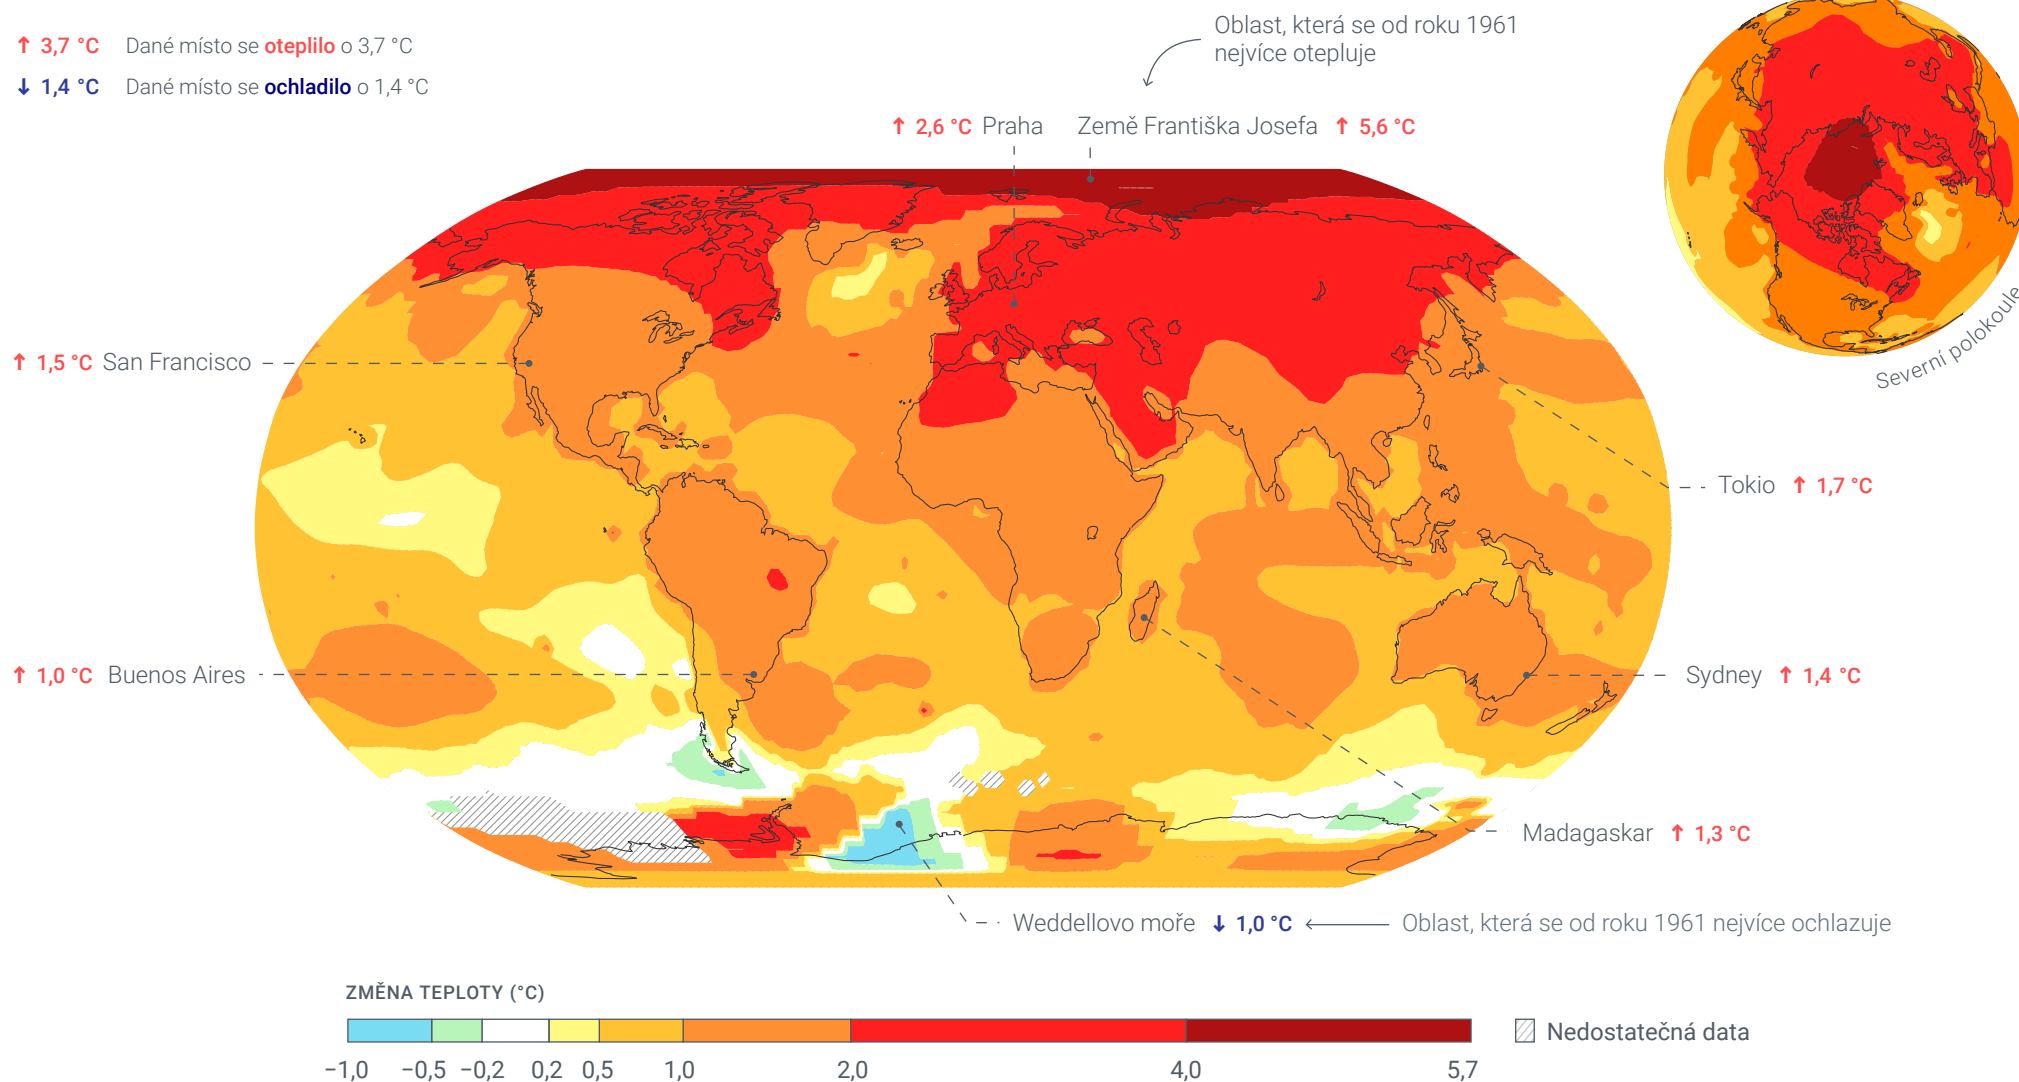 ↑ 3,7 °C Dané místo se oteplilo o 3,7 °C
↓ 1,4 °C Dané místo se ochladilo o 1,4 °C
Oblast, která se od roku 1961
nejvíce otepluje
↑ 2,6 °C Praha
Země Františka Josefa ↑ 5,6 °C
Severní polokoule
↑ 1,5 °C San Francisco
Tokio ↑ 1,7 °C
↑ 1,0 °C Buenos Aires
Sydney ↑ 1,4 °C
Madagaskar ↑ 1,3 °C
Weddellovo moře ↓ 1,0 °C
Oblast, která se od roku 1961 nejvíce ochlazuje
ZMĚNA TEPLOTY (°C)
−1,0 −0,5 −0,2 0,2 0,5 1,0 2,0 4,0 5,7
Nedostatečná data